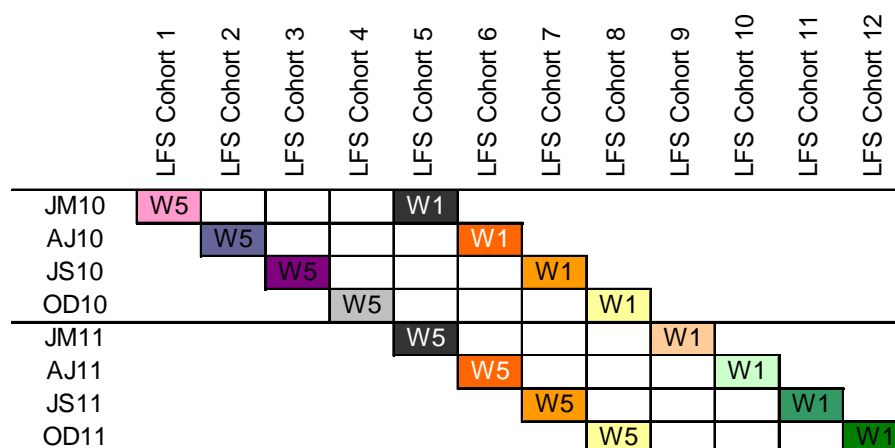 LFS Cohort 1
LFS Cohort 2
LFS Cohort 3
LFS Cohort 4
LFS Cohort 5
LFS Cohort 6
LFS Cohort 7
LFS Cohort 8
LFS Cohort 9
LFS Cohort 10
LFS Cohort 11
LFS Cohort 12
JM10 W5 W1
AJ10 W5 W1
JS10 W5 W1
OD10 W5 W1
JM11 W5 W1
AJ11 W5 W1
JS11 W5 W1
OD11 W5 W1